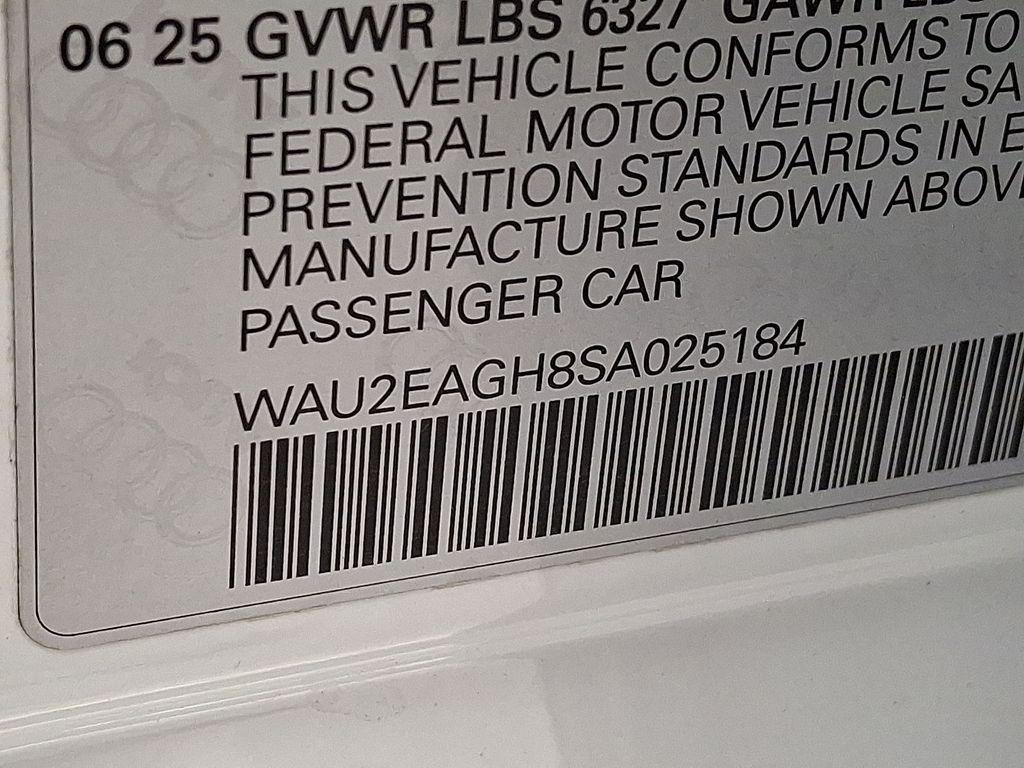 06 25 GVWR LBS 6327 GAWR
THIS VEHICLE CONFORMS TO
FEDERAL MOTOR VEHICLE SA
PREVENTION STANDARDS IN E
MANUFACTURE SHOWN ABOV
PASSENGER CAR
WAU2EAGH8SA025184